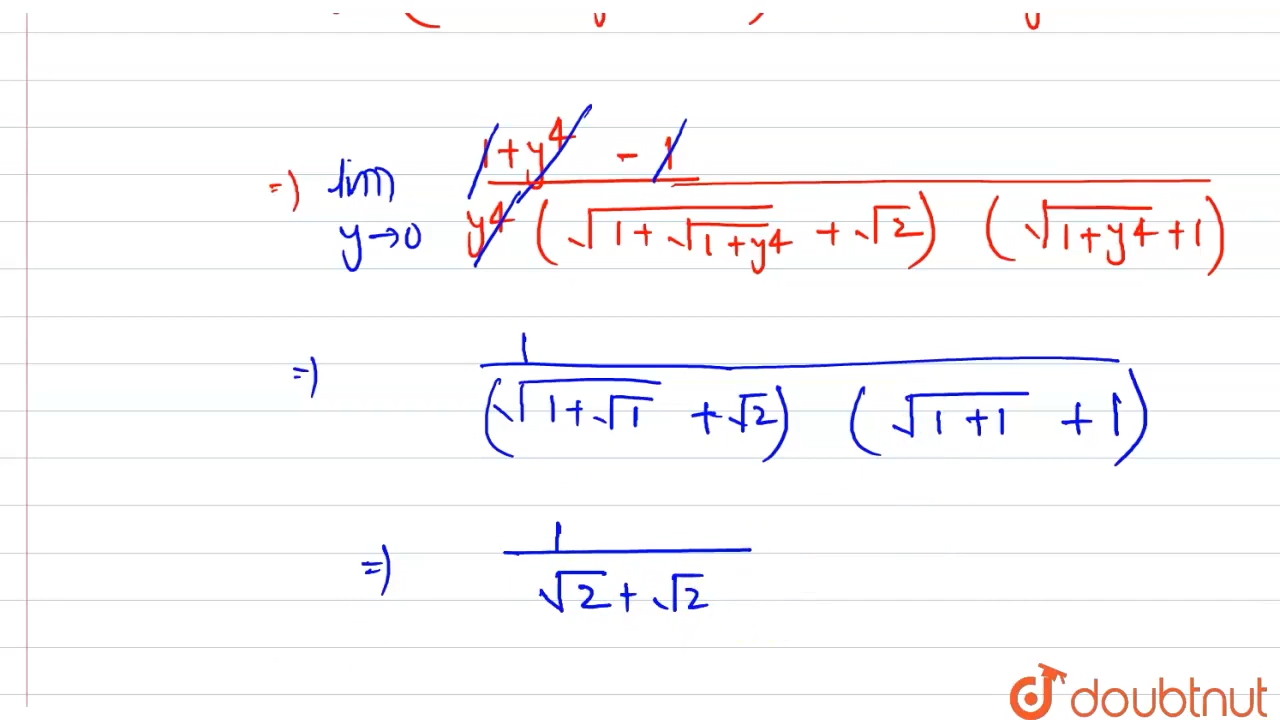 =) lim y→0 (1+y4 - 1) / (y4 (√(1+√(1+y4)) + √2) (√(1+y4) + 1))
=) 1 / ((√(1+√1) + √2) (√(1+1) + 1))
=) 1 / (√2 + √2)
doubtnut